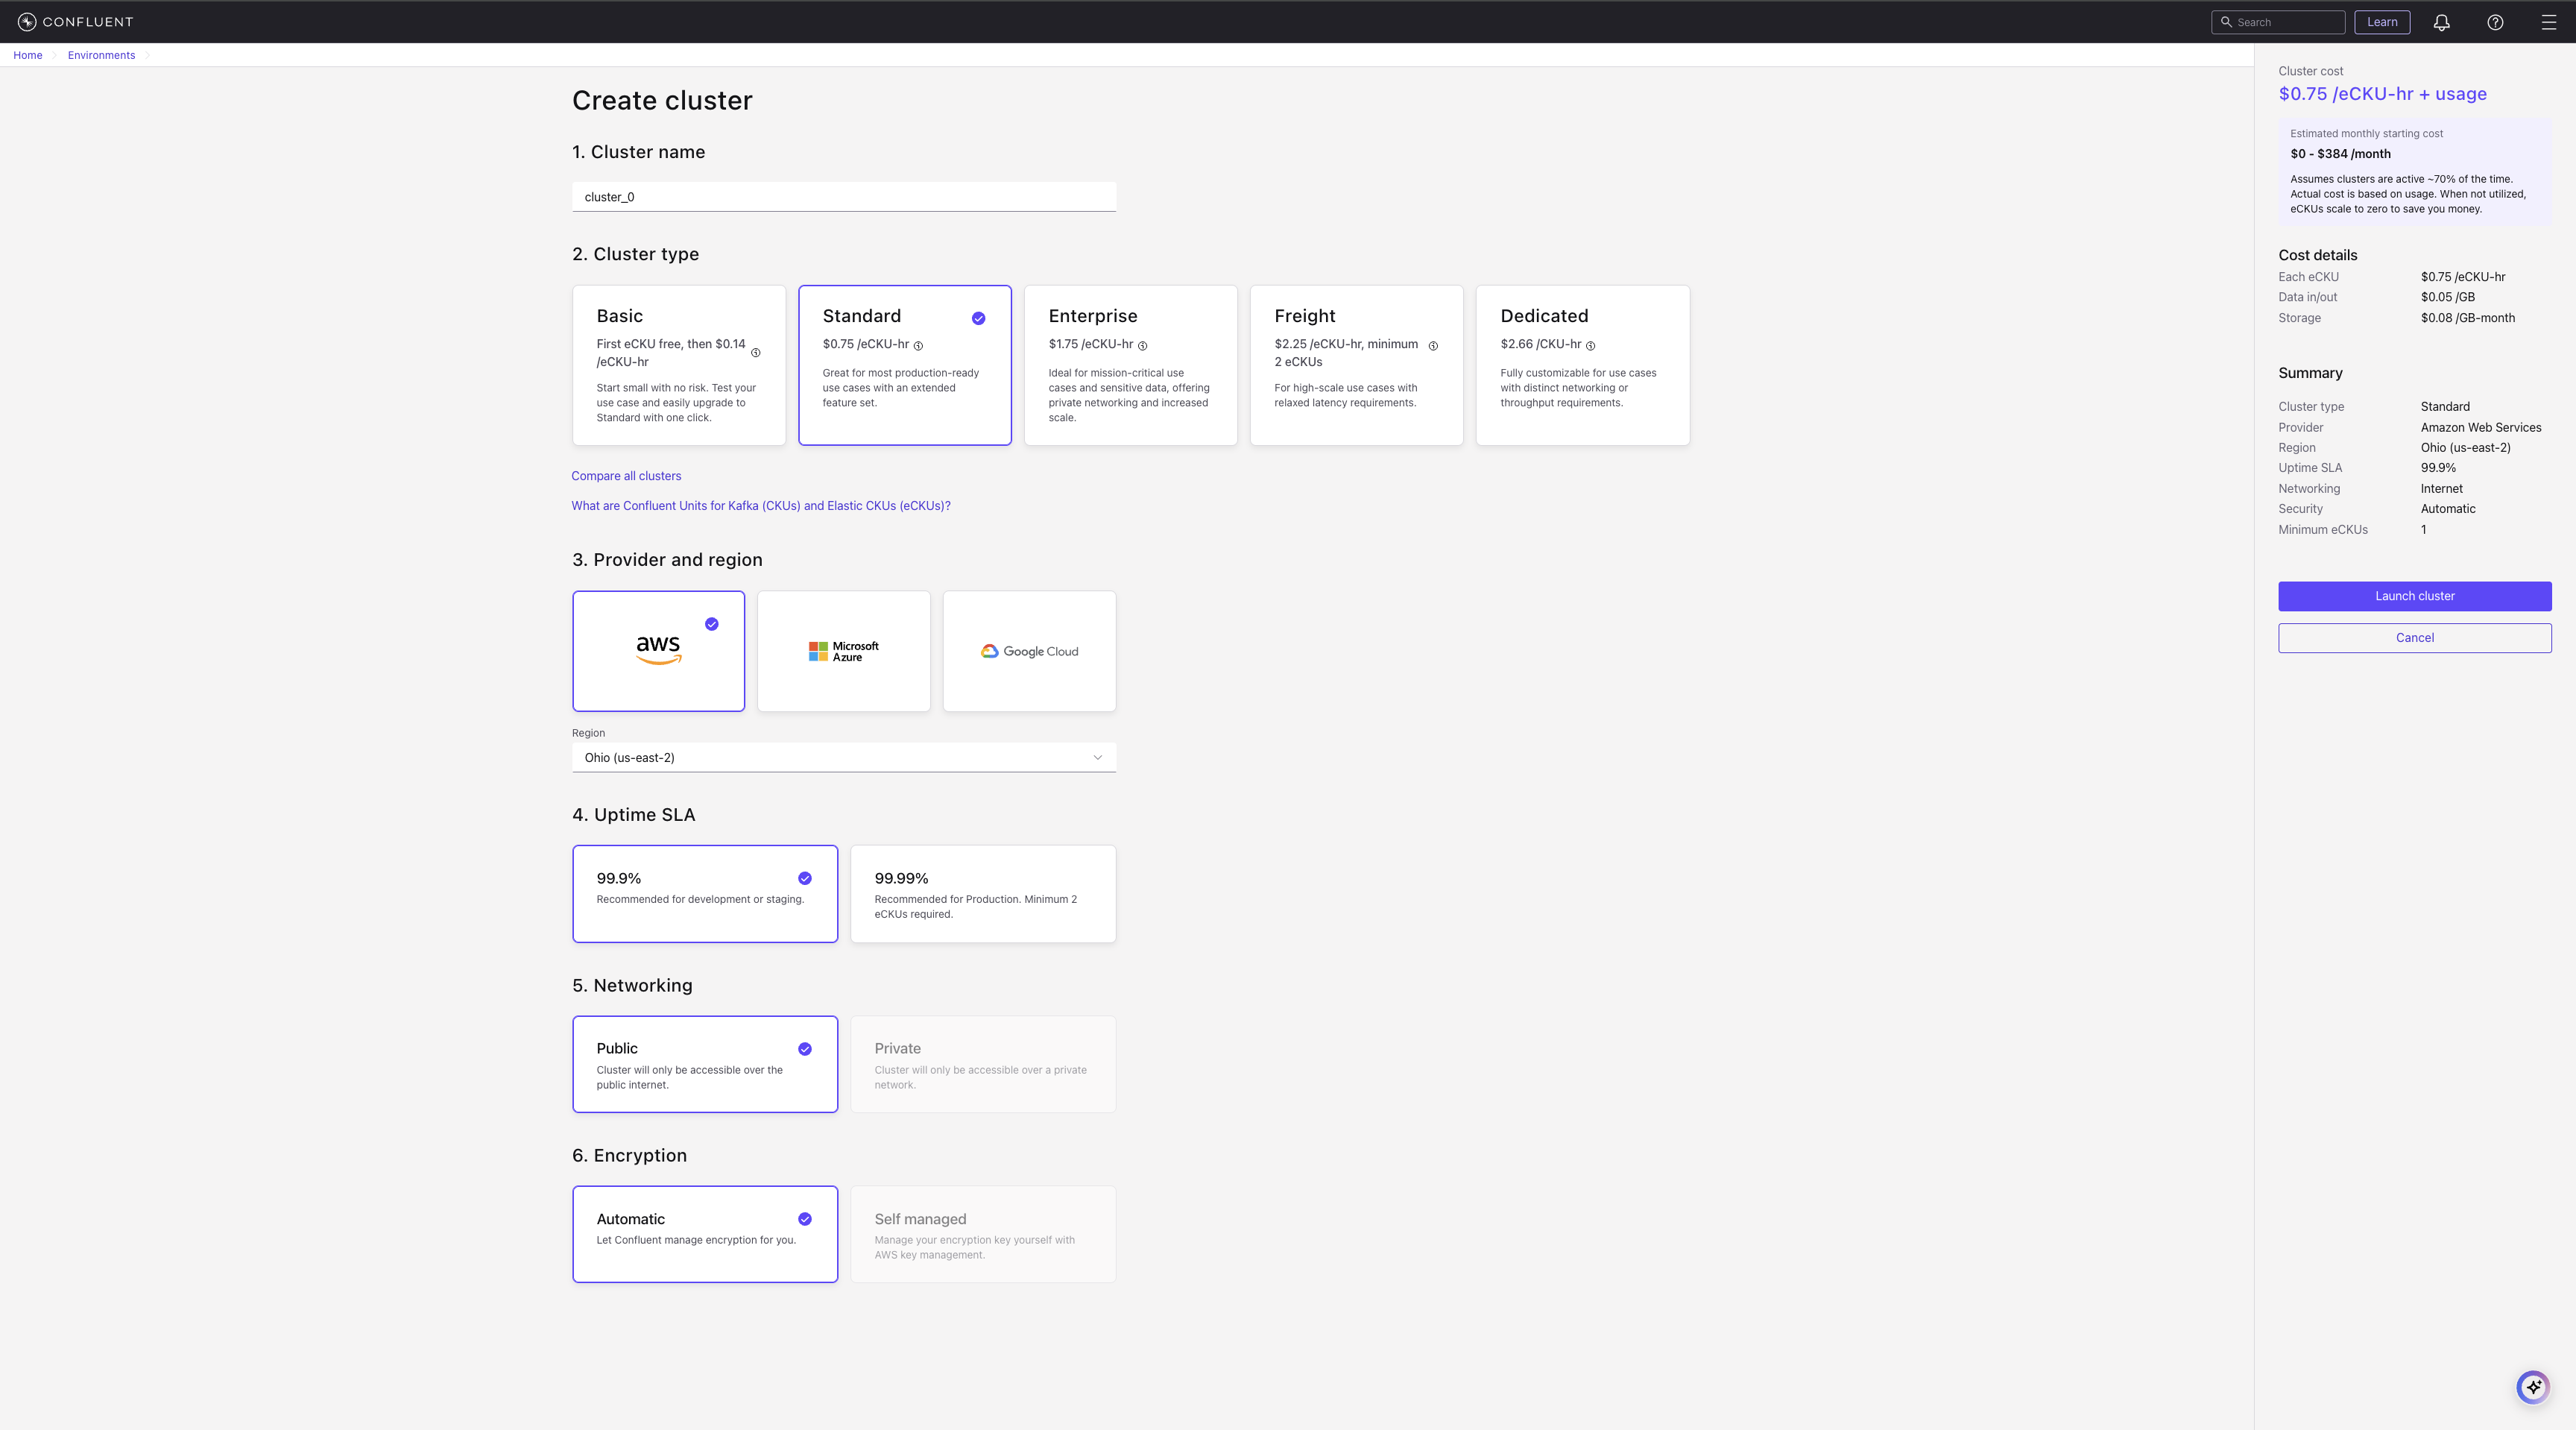 CONFLUENT
Search
Learn
Home
Environments
Create cluster
1. Cluster name
cluster_0
2. Cluster type
Basic
First eCKU free, then $0.14
/eCKU-hr
Start small with no risk. Test your
use case and easily upgrade to
Standard with one click.
Standard
$0.75 /eCKU-hr
Great for most production-ready
use cases with an extended
feature set.
Enterprise
$1.75 /eCKU-hr
Ideal for mission-critical use
cases and sensitive data, offering
private networking and increased
scale.
Freight
$2.25 /eCKU-hr, minimum
2 eCKUs
For high-scale use cases with
relaxed latency requirements.
Dedicated
$2.66 /CKU-hr
Fully customizable for use cases
with distinct networking or
throughput requirements.
Compare all clusters
What are Confluent Units for Kafka (CKUs) and Elastic CKUs (eCKUs)?
3. Provider and region
aws
Microsoft
Azure
Google Cloud
Region
Ohio (us-east-2)
4. Uptime SLA
99.9%
Recommended for development or staging.
99.99%
Recommended for Production. Minimum 2
eCKUs required.
5. Networking
Public
Cluster will only be accessible over the
public internet.
Private
Cluster will only be accessible over a private
network.
6. Encryption
Automatic
Let Confluent manage encryption for you.
Self managed
Manage your encryption key yourself with
AWS key management.
Cluster cost
$0.75 /eCKU-hr + usage
Estimated monthly starting cost
$0 - $384 /month
Assumes clusters are active ~70% of the time.
Actual cost is based on usage. When not utilized,
eCKUs scale to zero to save you money.
Cost details
Each eCKU $0.75 /eCKU-hr
Data in/out $0.05 /GB
Storage $0.08 /GB-month
Summary
Cluster type Standard
Provider Amazon Web Services
Region Ohio (us-east-2)
Uptime SLA 99.9%
Networking Internet
Security Automatic
Minimum eCKUs 1
Launch cluster
Cancel